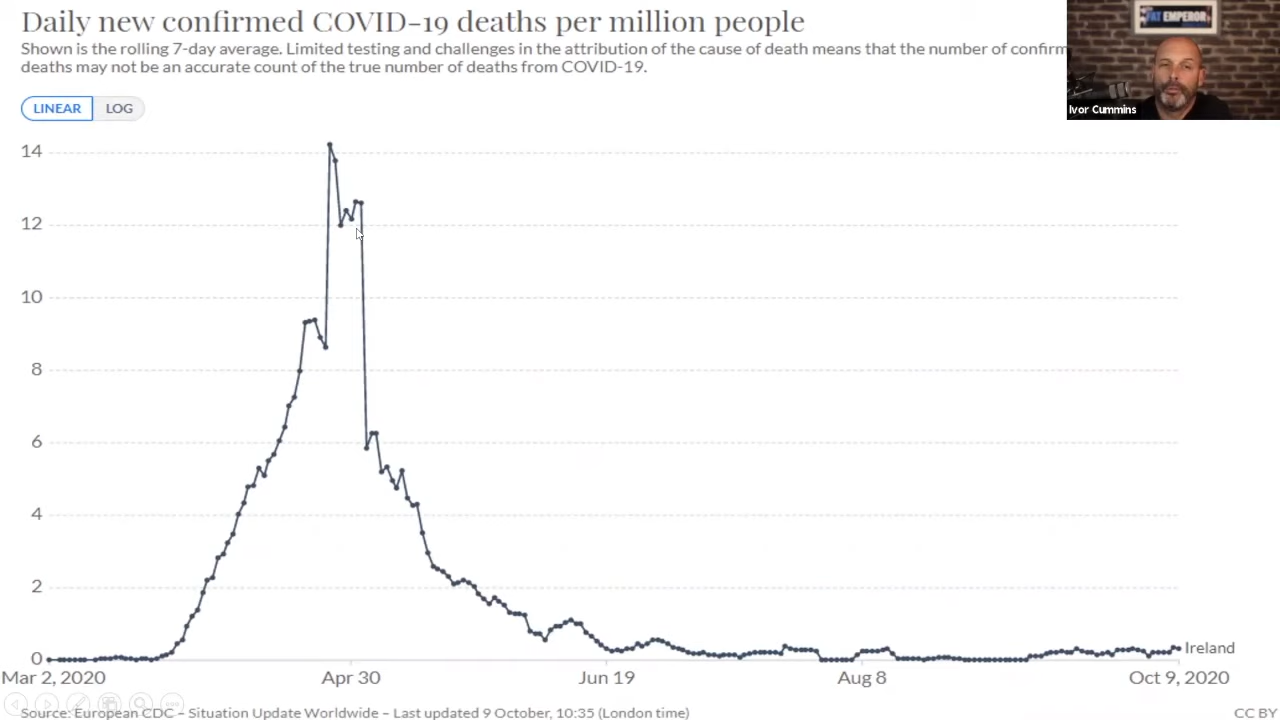 Daily new confirmed COVID-19 deaths per million people
Shown is the rolling 7-day average. Limited testing and challenges in the attribution of the cause of death means that the number of confirm
deaths may not be an accurate count of the true number of deaths from COVID-19.
FAT EMPEROR
Ivor Cummins
LINEAR LOG
14
12
10
8
6
4
2
0
Ireland
Mar 2, 2020 Apr 30 Jun 19 Aug 8 Oct 9, 2020
Source: European CDC – Situation Update Worldwide – Last updated 9 October, 10:35 (London time) CC BY